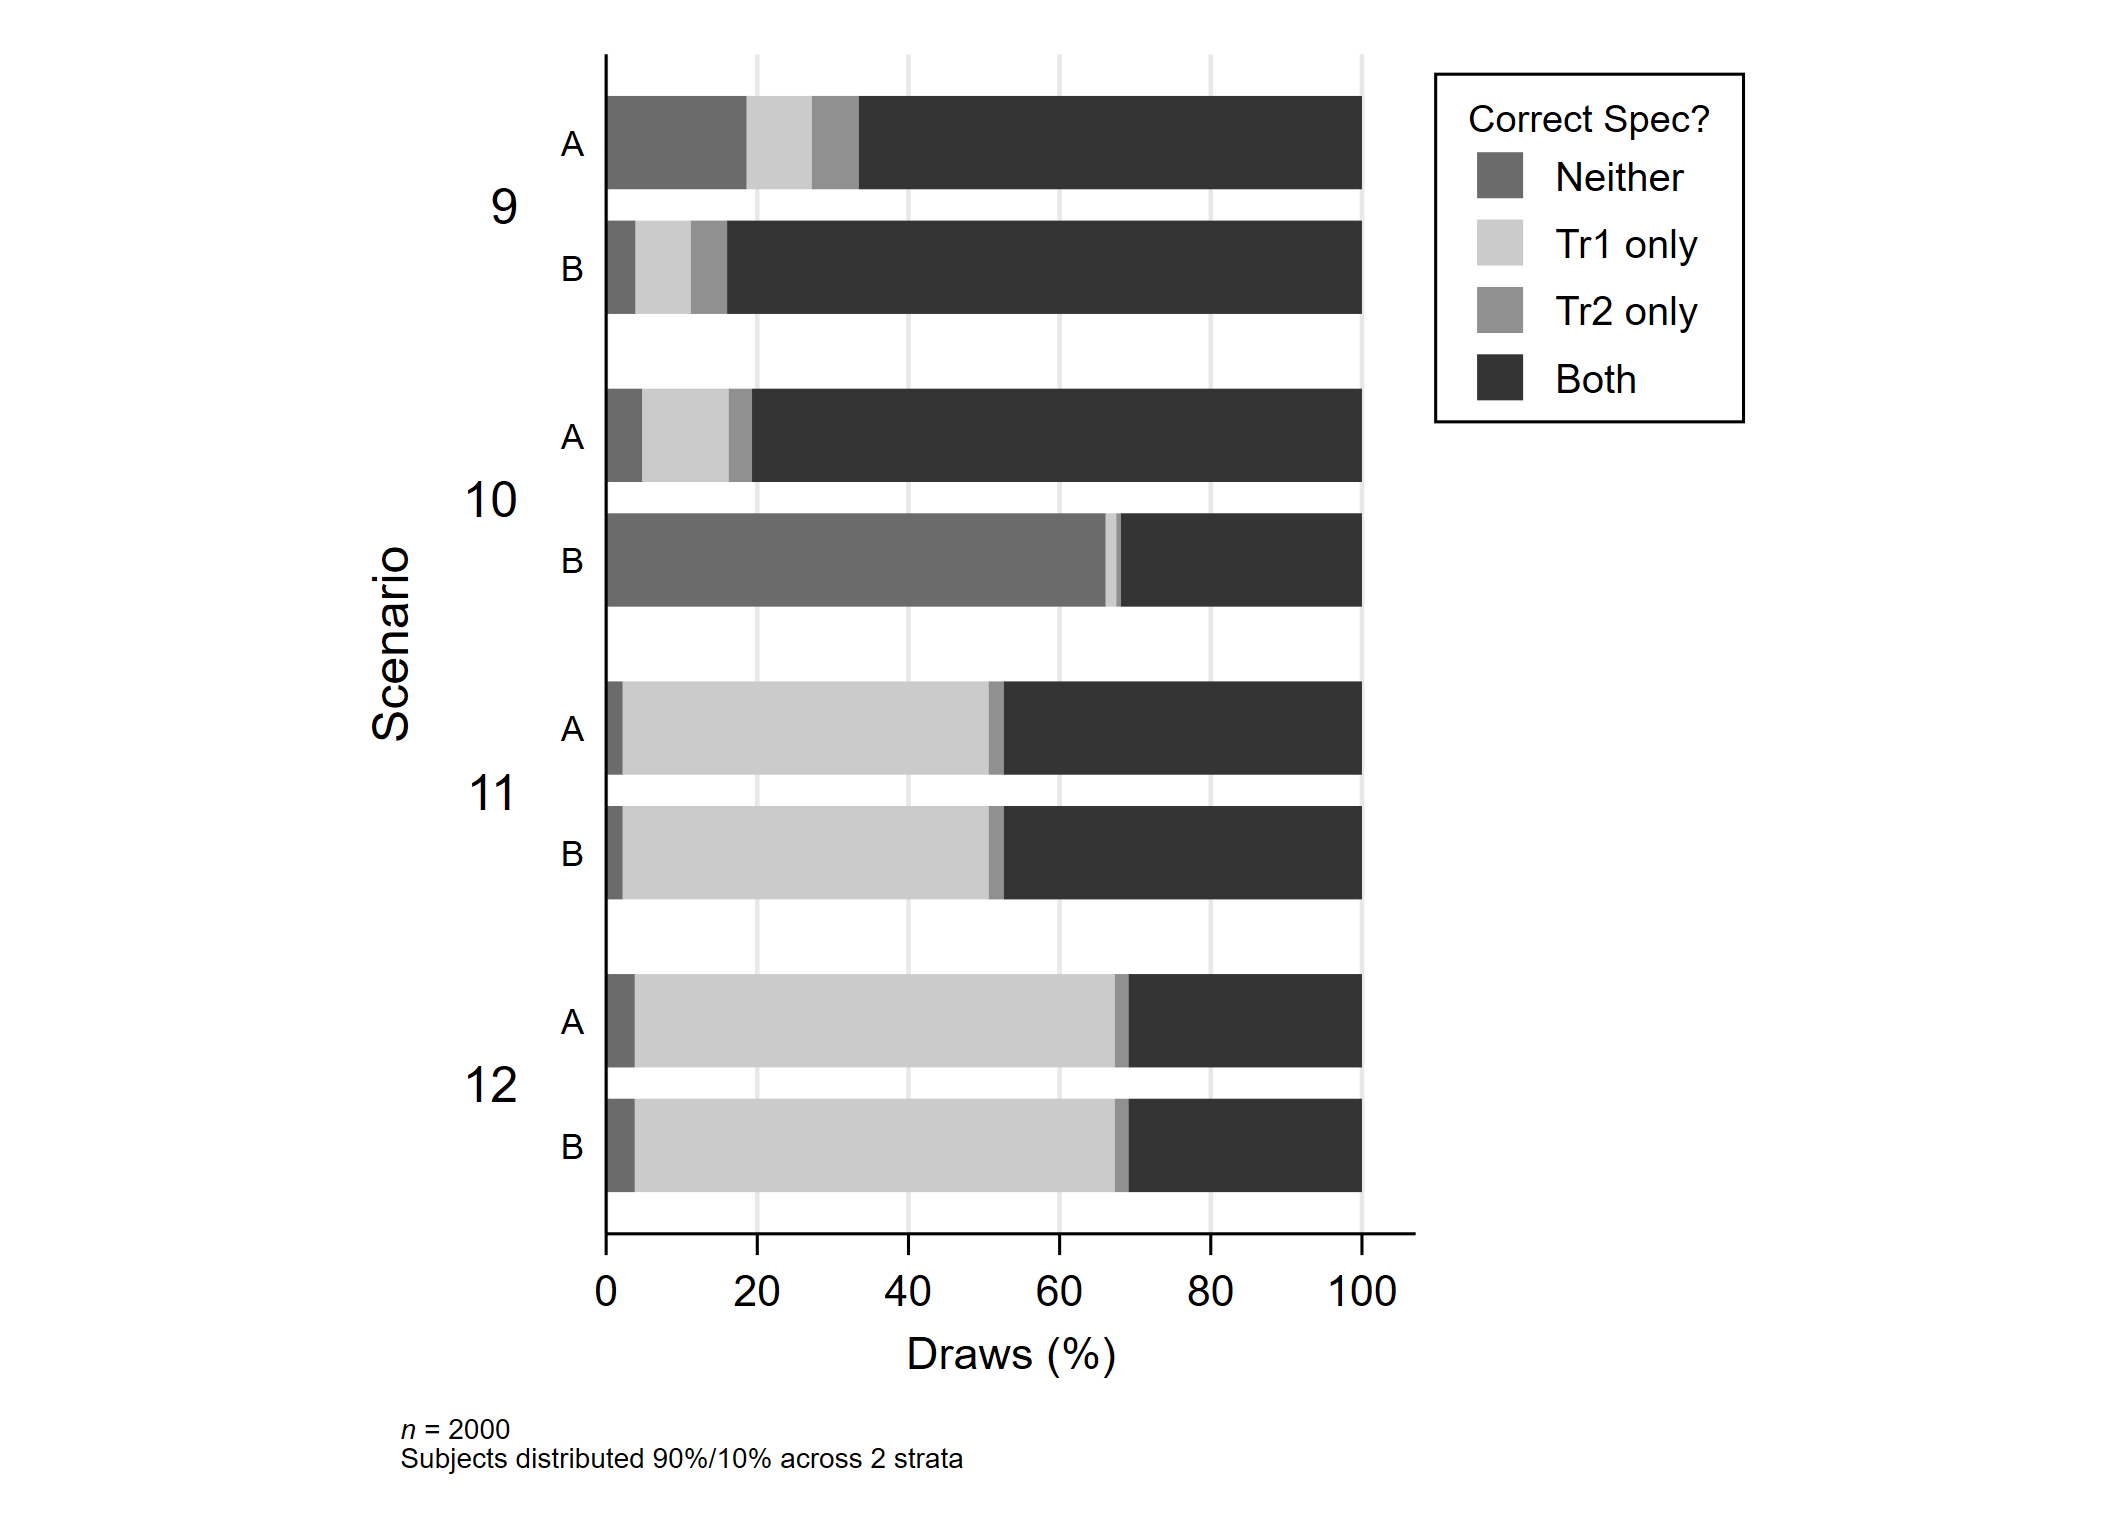 Correct Spec?
Neither
Tr1 only
Tr2 only
Both
Scenario
9
A
B
10
A
B
11
A
B
12
A
B
0 20 40 60 80 100
Draws (%)
n = 2000
Subjects distributed 90%/10% across 2 strata